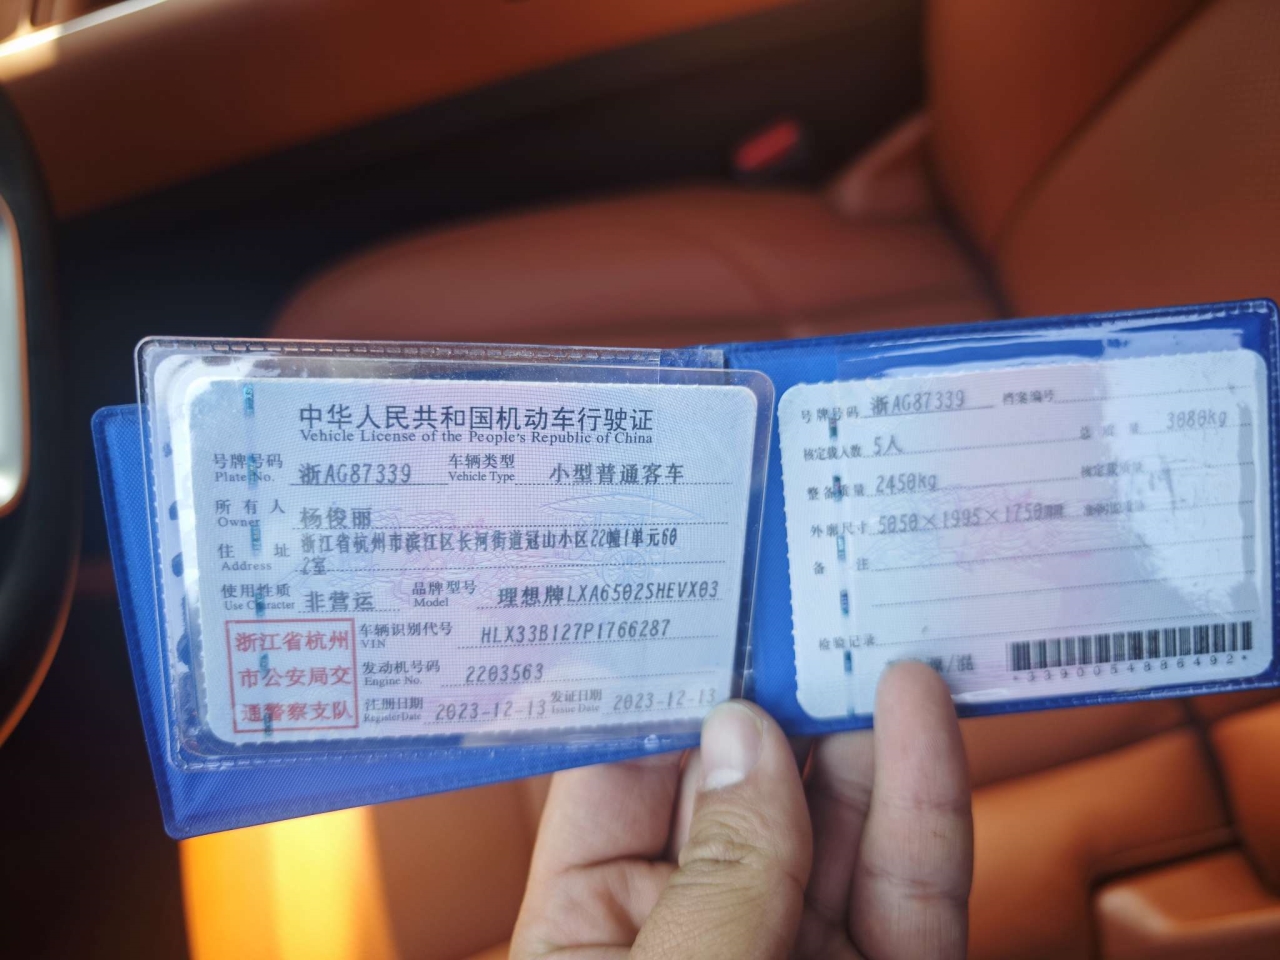 中华人民共和国机动车行驶证
Vehicle License of the People's Republic of China
号牌号码 浙AG87339 车辆类型 小型普通客车
Plate No. Vehicle Type
所有人 杨俊丽
Owner
住址 浙江省杭州市滨江区长河街道冠山小区22幢1单元60
Address 2室
使用性质 非营运 品牌型号 理想牌LXA6502SHEVX03
Use Character Model
浙江省杭州
市公安局交
通警察支队
车辆识别代号 HLX33B127P1766287
VIN
发动机号码 2203563
Engine No.
注册日期 2023-12-13 发证日期 2023-12-13
Register Date Issue Date
号牌号码 浙AG87339 档案编号
核定载人数 5人 总质量 3080kg
整备质量 2450kg 核定载质量
外廓尺寸 5050×1995×1750
备注
检验记录
*3390054886492*